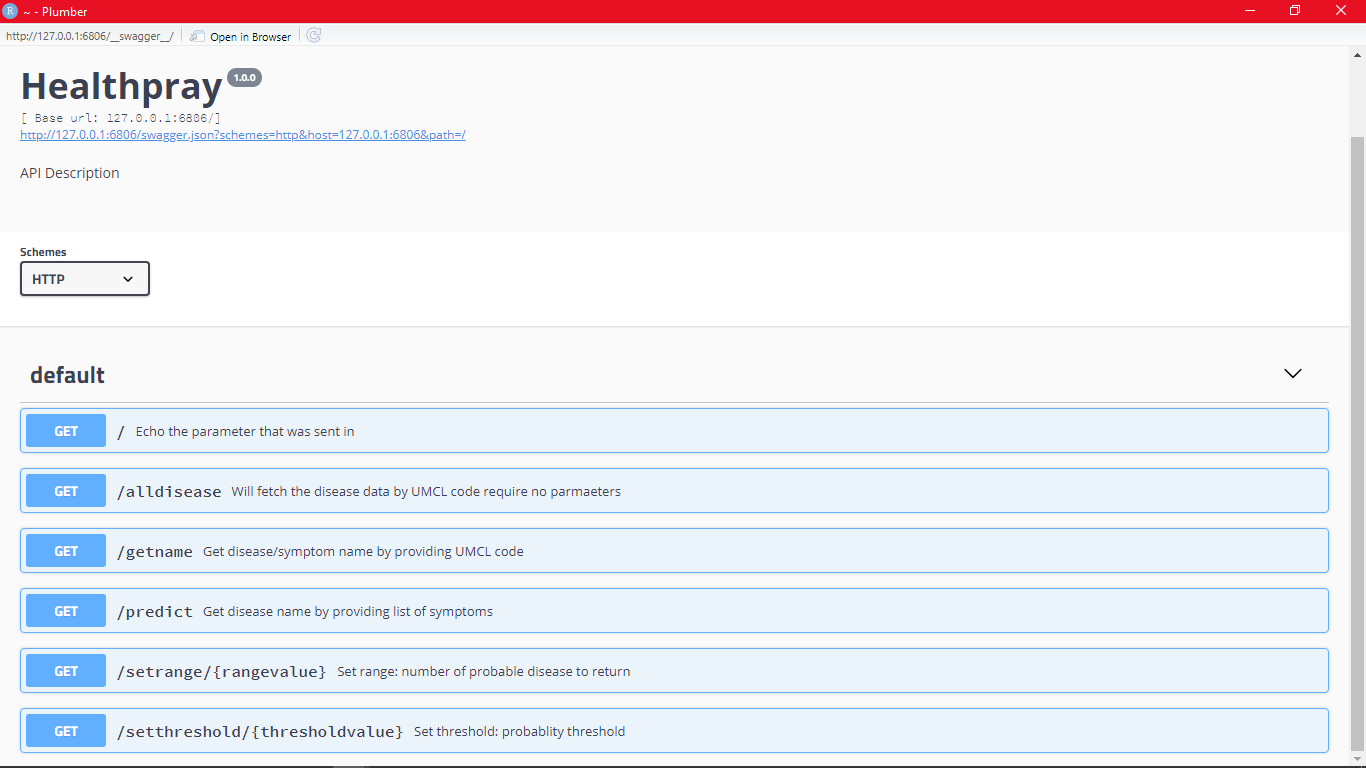 R ~ - Plumber
http://127.0.0.1:6806/__swagger__/ Open in Browser
Healthpray 1.0.0
[ Base url: 127.0.0.1:6806/]
http://127.0.0.1:6806/swagger.json?schemes=http&host=127.0.0.1:6806&path=/
API Description
Schemes
HTTP
default
GET / Echo the parameter that was sent in
GET /alldisease Will fetch the disease data by UMCL code require no parmaeters
GET /getname Get disease/symptom name by providing UMCL code
GET /predict Get disease name by providing list of symptoms
GET /setrange/{rangevalue} Set range: number of probable disease to return
GET /setthreshold/{thresholdvalue} Set threshold: probablity threshold